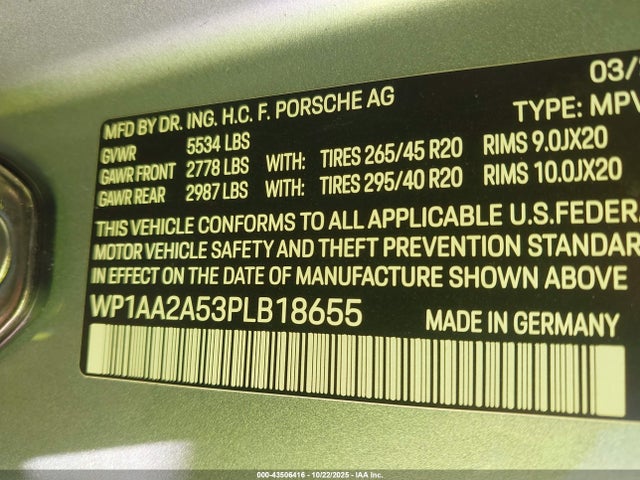 03/
MFD BY DR. ING. H.C. F. PORSCHE AG TYPE: MPV
GVWR 5534 LBS
GAWR FRONT 2778 LBS WITH: TIRES 265/45 R20 RIMS 9.0JX20
GAWR REAR 2987 LBS WITH: TIRES 295/40 R20 RIMS 10.0JX20
THIS VEHICLE CONFORMS TO ALL APPLICABLE U.S.FEDER
MOTOR VEHICLE SAFETY AND THEFT PREVENTION STANDAR
IN EFFECT ON THE DATE OF MANUFACTURE SHOWN ABOVE
WP1AA2A53PLB18655 MADE IN GERMANY
000-43506416 - 10/22/2025 - IAA Inc.